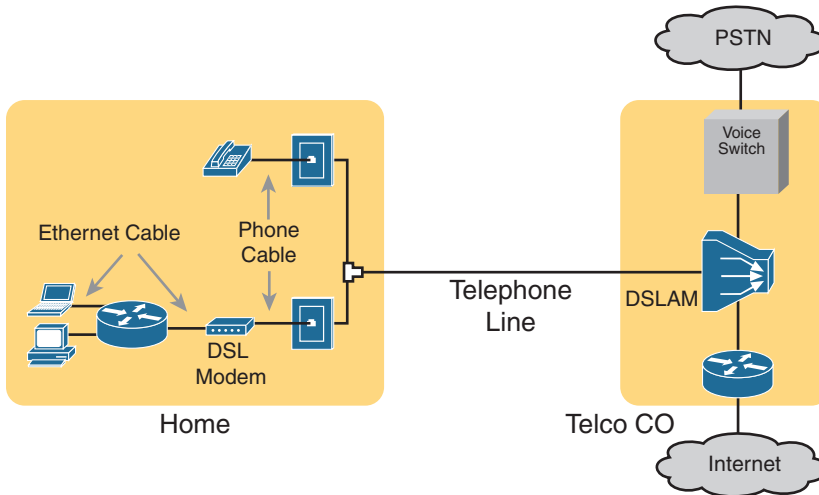 PSTN
Voice
Switch
Ethernet Cable
Phone
Cable
Telephone
Line
DSLAM
DSL
Modem
Home
Telco CO
Internet